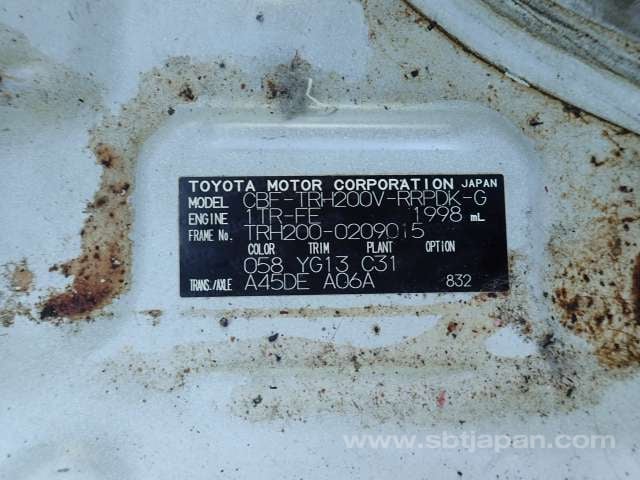 TOYOTA MOTOR CORPORATION JAPAN
MODEL CBF-TRH200V-RRPDK-G
ENGINE 1TR-FE 1998 mL
FRAME No. TRH200-0209015
COLOR TRIM PLANT OPTION
058 YG13 C31
TRANS./AXLE A45DE A06A 832
www.sbtjapan.com